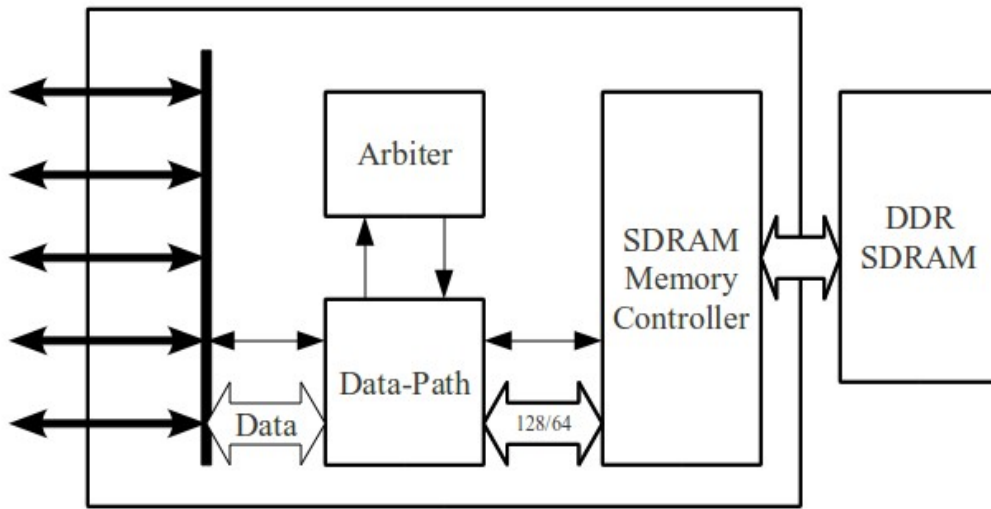 Arbiter
SDRAM
Memory
Controller
DDR
SDRAM
Data-Path
Data
128/64